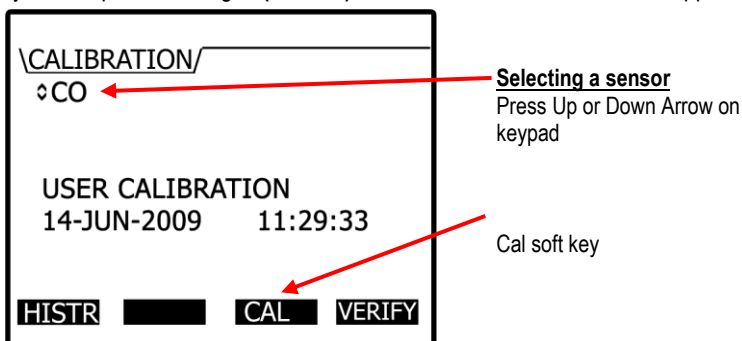 \CALIBRATION/
CO
USER CALIBRATION
14-JUN-2009 11:29:33
HISTR CAL VERIFY
Selecting a sensor
Press Up or Down Arrow on
keypad
Cal soft key